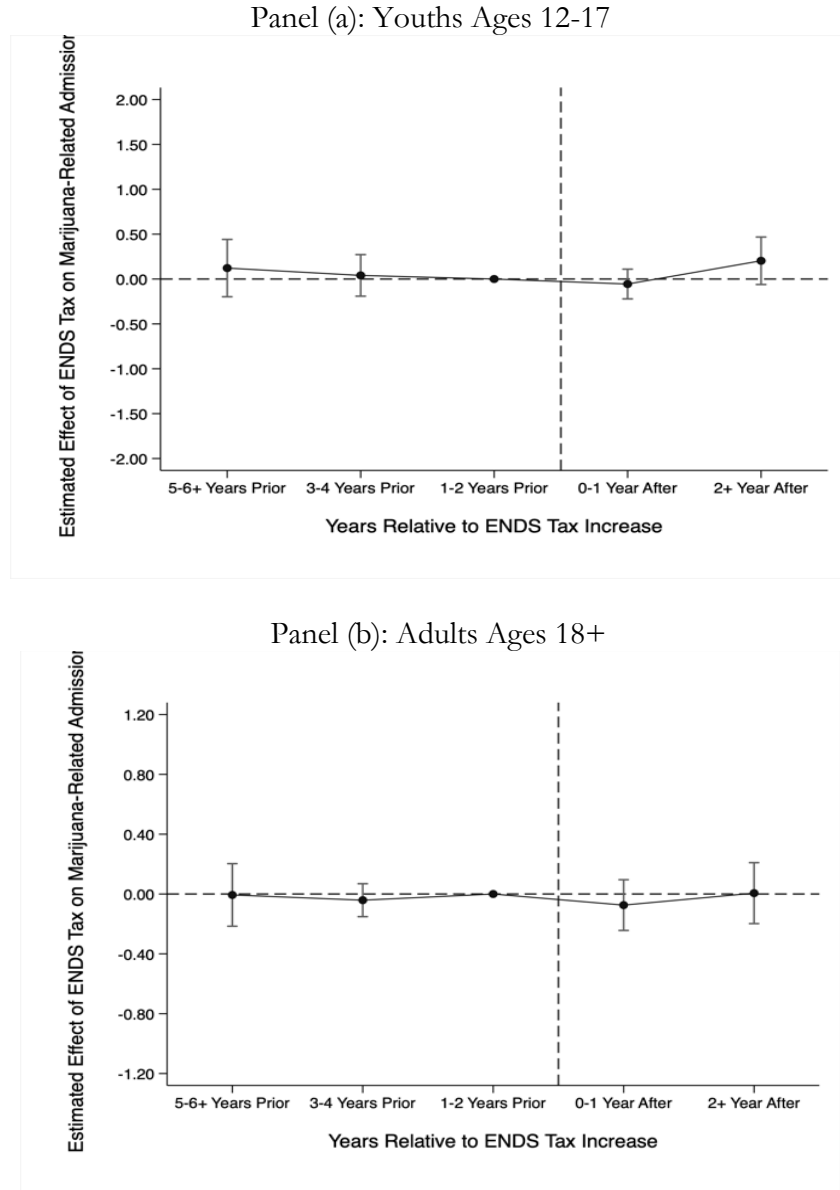 Panel (a): Youths Ages 12-17
Estimated Effect of ENDS Tax on Marijuana-Related Admission
2.00
1.50
1.00
0.50
0.00
-0.50
-1.00
-1.50
-2.00
5-6+ Years Prior 3-4 Years Prior 1-2 Years Prior 0-1 Year After 2+ Year After
Years Relative to ENDS Tax Increase
Panel (b): Adults Ages 18+
Estimated Effect of ENDS Tax on Marijuana-Related Admission
1.20
0.80
0.40
0.00
-0.40
-0.80
-1.20
5-6+ Years Prior 3-4 Years Prior 1-2 Years Prior 0-1 Year After 2+ Year After
Years Relative to ENDS Tax Increase